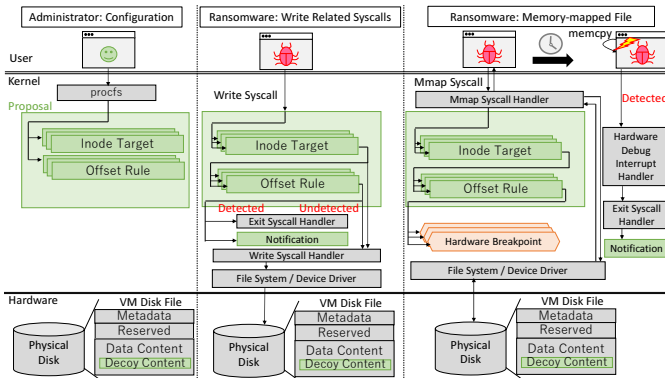 Administrator: Configuration
Ransomware: Write Related Syscalls
Ransomware: Memory-mapped File
memcpy
User
Kernel
procfs
Proposal
Inode Target
Offset Rule
Write Syscall
Inode Target
Offset Rule
Detected
Undetected
Exit Syscall Handler
Notification
Write Syscall Handler
File System / Device Driver
Mmap Syscall
Mmap Syscall Handler
Inode Target
Offset Rule
Hardware Breakpoint
File System / Device Driver
Detected
Hardware
Debug
Interrupt
Handler
Exit Syscall
Handler
Notification
Hardware
VM Disk File
Metadata
Reserved
Data Content
Decoy Content
Physical
Disk
VM Disk File
Metadata
Reserved
Data Content
Decoy Content
Physical
Disk
VM Disk File
Metadata
Reserved
Data Content
Decoy Content
Physical
Disk